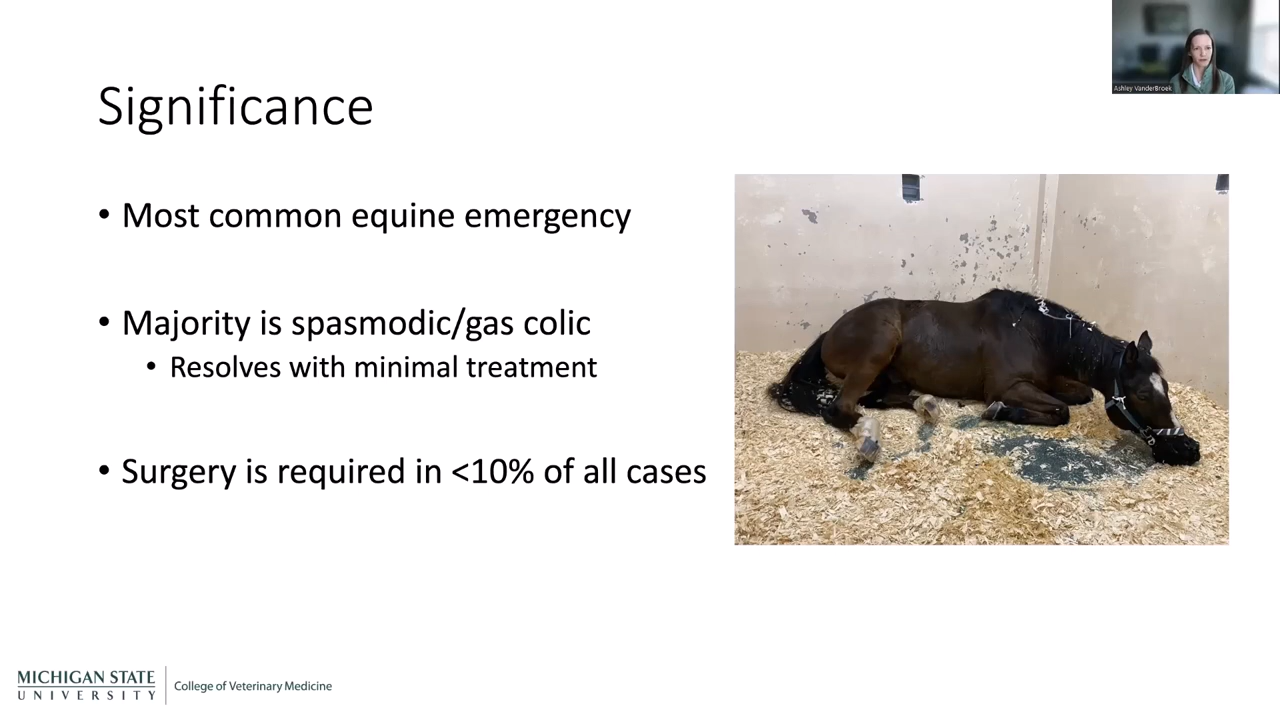 Ashley VanderBroek
Significance
• Most common equine emergency
• Majority is spasmodic/gas colic
• Resolves with minimal treatment
• Surgery is required in <10% of all cases
MICHIGAN STATE
UNIVERSITY
College of Veterinary Medicine